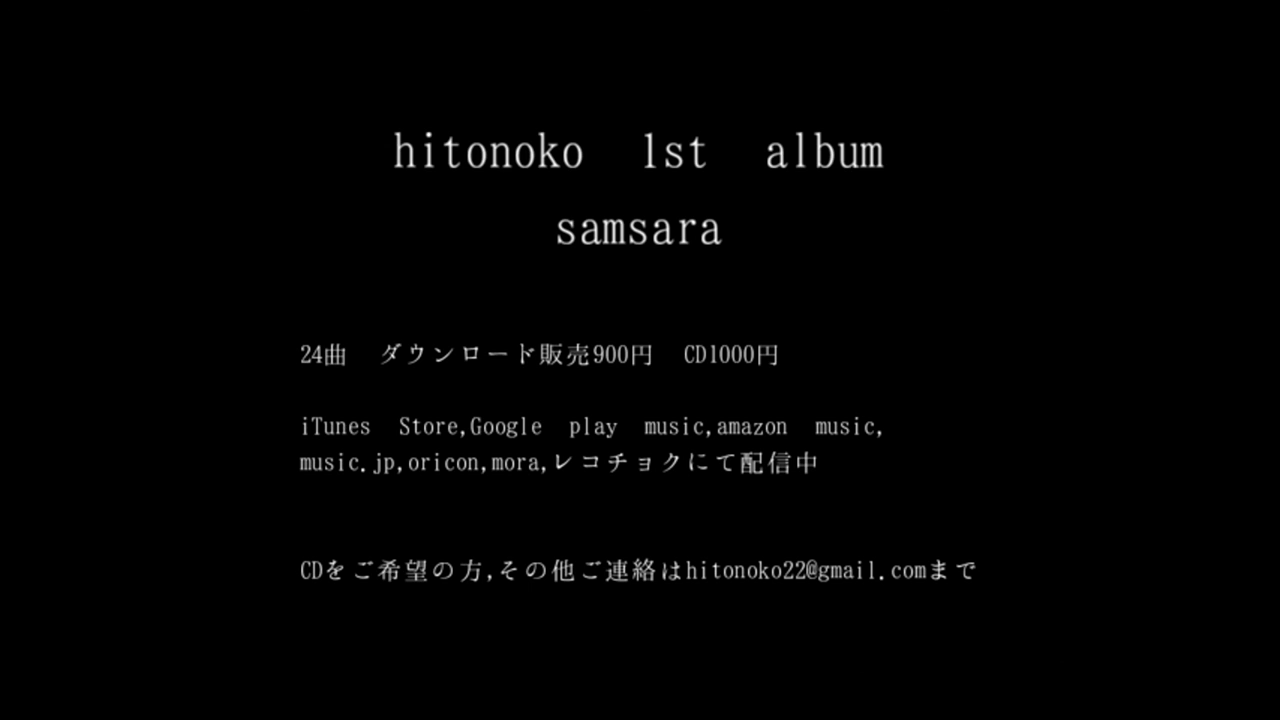 hitonoko 1st album
samsara
24曲 ダウンロード販売900円 CD1000円
iTunes Store,Google play music,amazon music,
music.jp,oricon,mora,レコチョクにて配信中
CDをご希望の方,その他ご連絡はhitonoko22@gmail.comまで